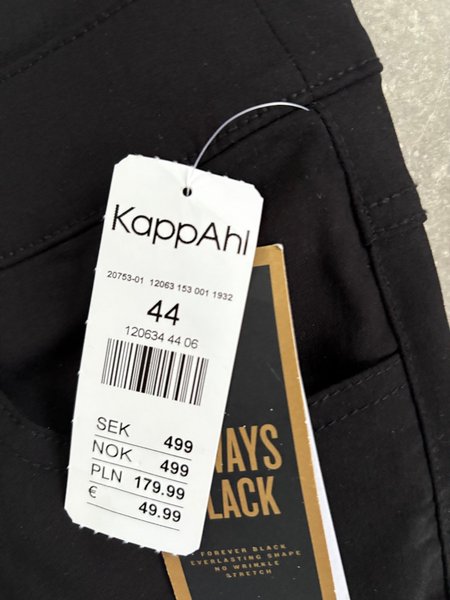 KappAhl
20753-01 12063 153 001 1932
44
120634 44 06
SEK 499
NOK 499
PLN 179.99
€ 49.99
WAYS
LACK
FOREVER BLACK
EVERLASTING SHAPE
NO WRINKLE
STRETCH